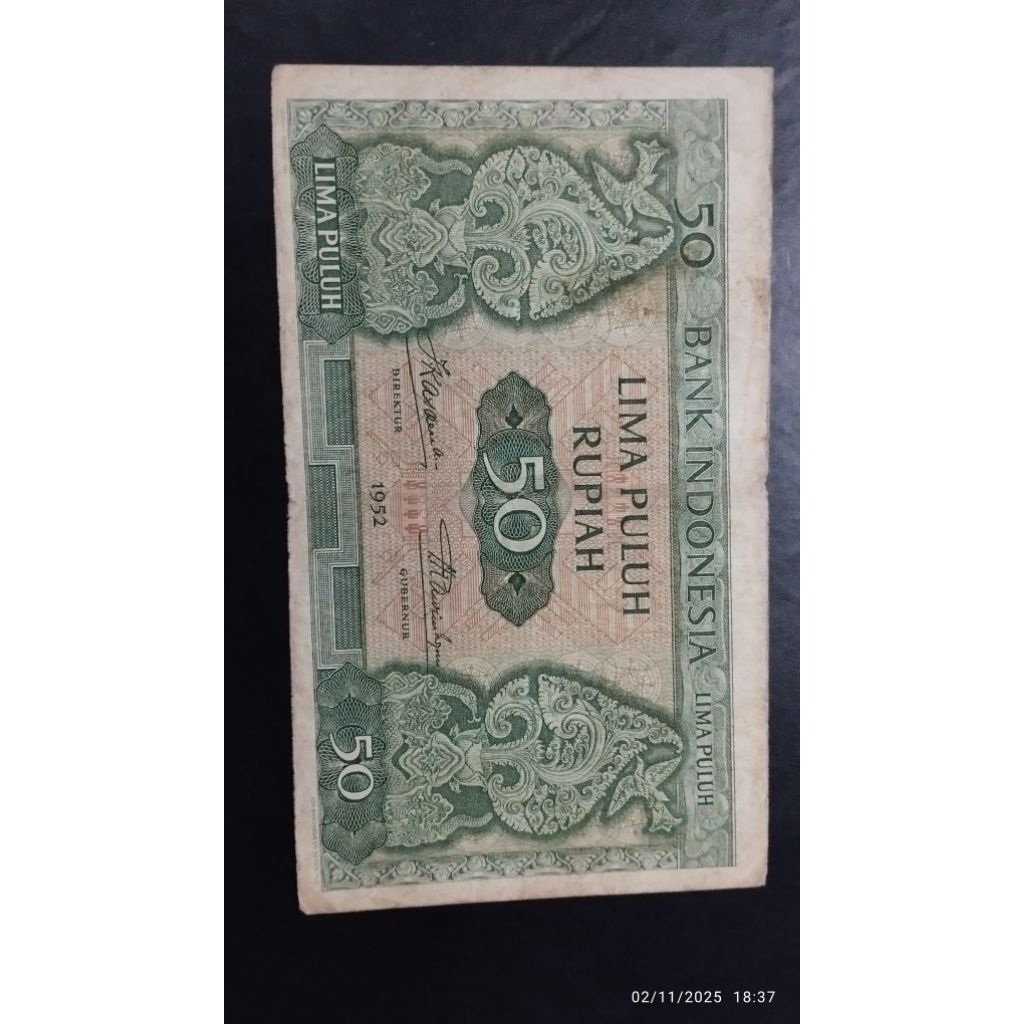 50 BANK INDONESIA LIMA PULUH
LIMA PULUH
RUPIAH
50
DIREKTUR
GUBERNUR
1952
LIMA PULUH
50
02/11/2025 18:37